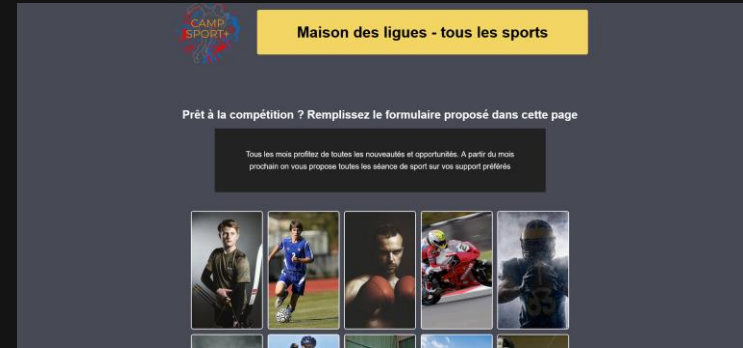 CAMP
SPORT+
Maison des ligues - tous les sports
Prêt à la compétition ? Remplissez le formulaire proposé dans cette page
Tous les mois profitez de toutes les nouveautés et opportunités. A partir du mois
prochain on vous propose toutes les séance de sport sur vos support préférés